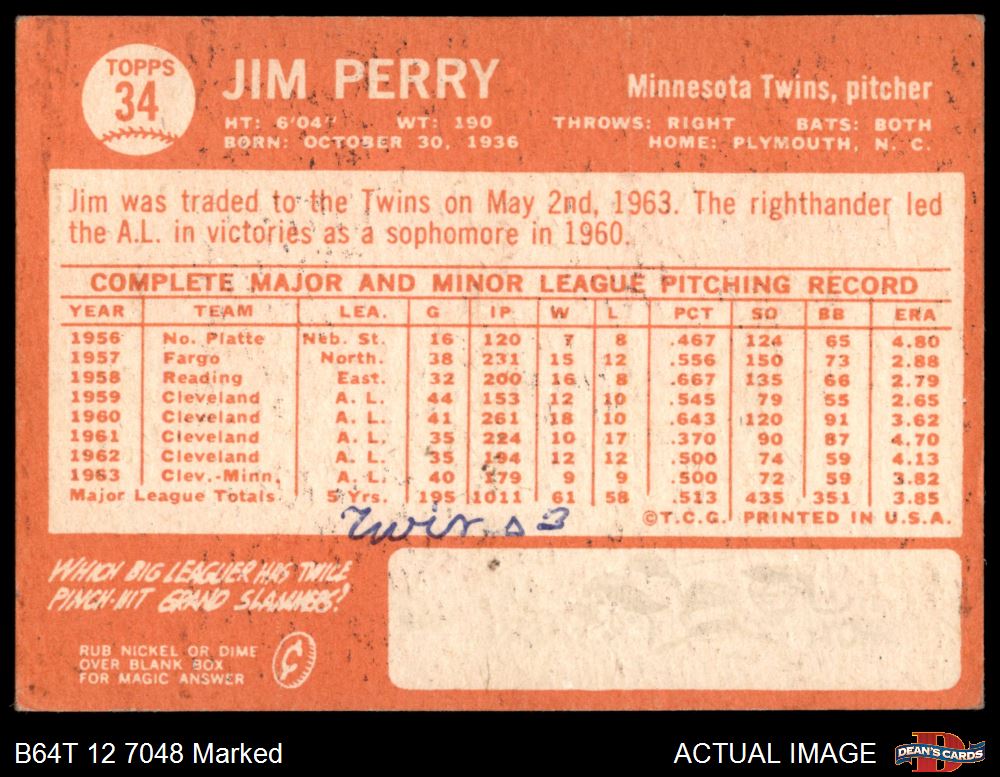 TOPPS
34
JIM PERRY
Minnesota Twins, pitcher
HT: 6'04" WT: 190 THROWS: RIGHT BATS: BOTH
BORN: OCTOBER 30, 1936 HOME: PLYMOUTH, N. C.
Jim was traded to the Twins on May 2nd, 1963. The righthander led
the A.L. in victories as a sophomore in 1960.
COMPLETE MAJOR AND MINOR LEAGUE PITCHING RECORD
YEAR TEAM LEA. G IP W L PCT SO BB ERA
1956 No. Platte Neb. St. 16 120 7 8 .467 124 65 4.80
1957 Fargo North. 38 231 15 12 .556 150 73 2.88
1958 Reading East. 32 200 16 8 .667 135 66 2.79
1959 Cleveland A. L. 44 153 12 10 .545 79 55 2.65
1960 Cleveland A. L. 41 261 18 10 .643 120 91 3.62
1961 Cleveland A. L. 35 224 10 17 .370 90 87 4.70
1962 Cleveland A. L. 35 194 12 12 .500 74 59 4.13
1963 Clev.-Minn. A. L. 40 179 9 9 .500 72 59 3.82
Major League Totals 5 Yrs. 195 1011 61 58 .513 435 351 3.85
Twins 3
©T.C.G. PRINTED IN U.S.A.
WHICH BIG LEAGUER HAS TWICE
PINCH-HIT GRAND SLAMMERS?
RUB NICKEL OR DIME
OVER BLANK BOX
FOR MAGIC ANSWER
¢
B64T 12 7048 Marked
ACTUAL IMAGE
DEAN'S CARDS